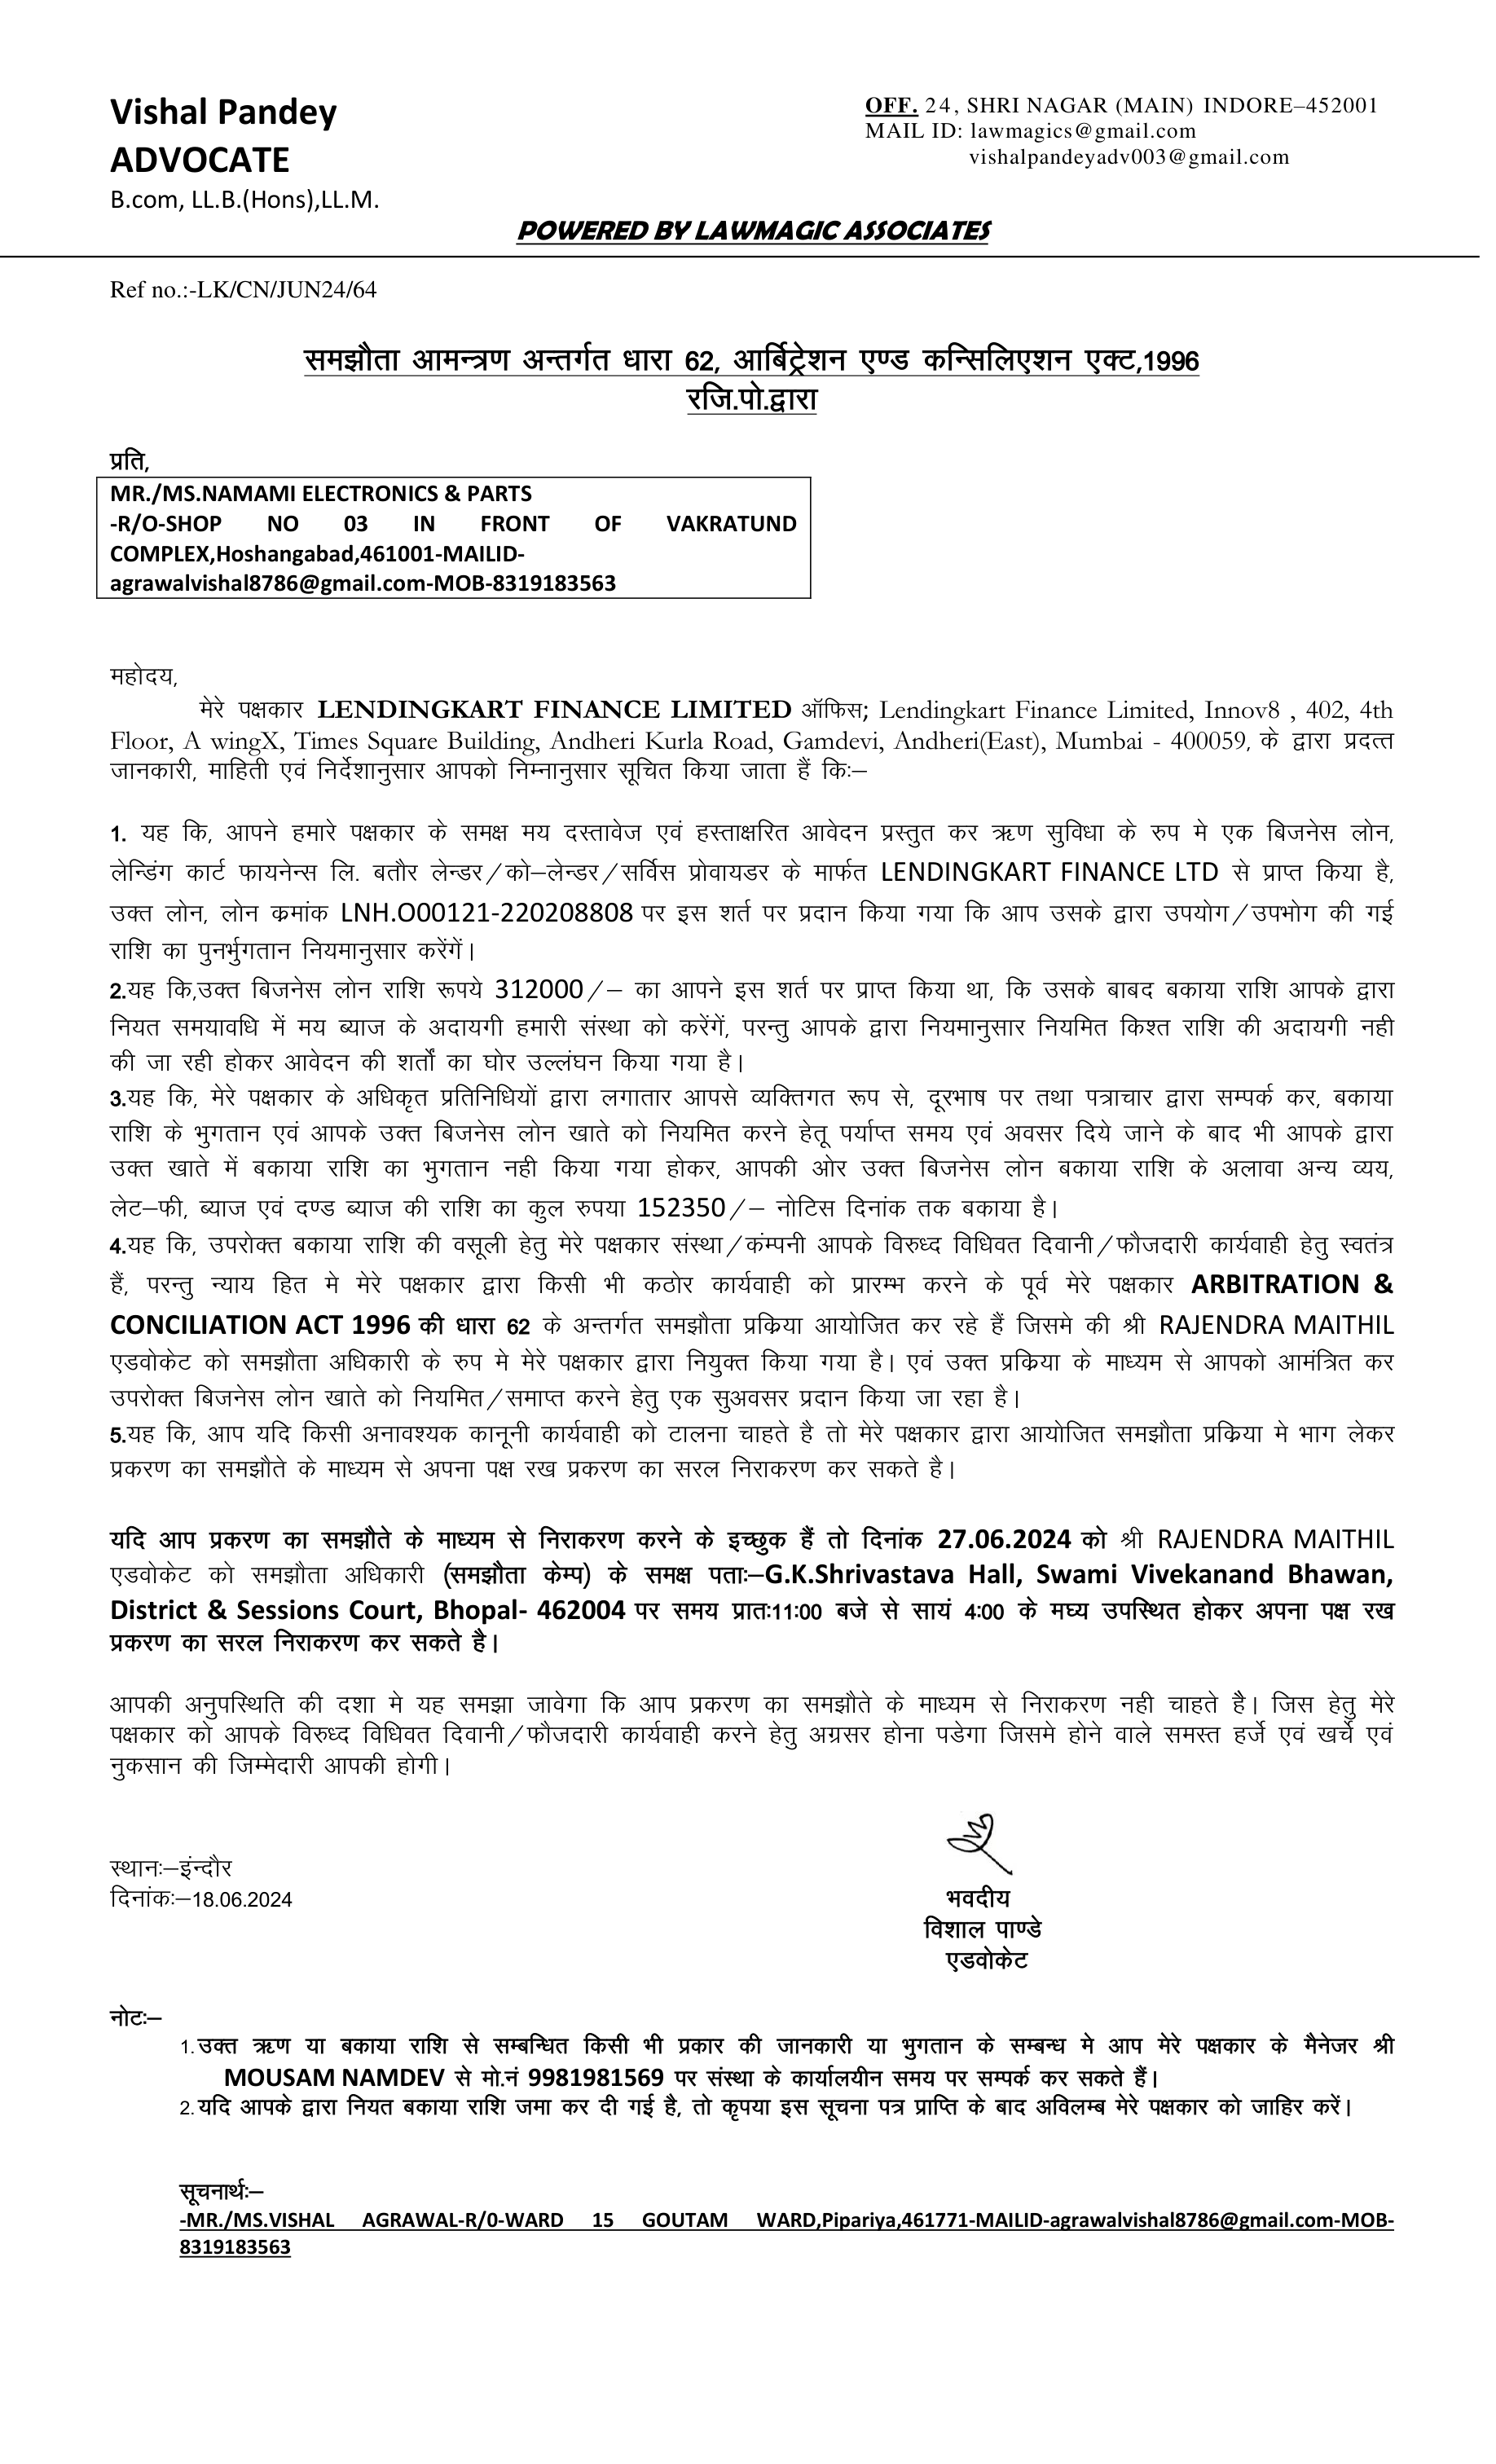 Vishal Pandey
ADVOCATE
B.com, LL.B.(Hons),LL.M.
OFF. 24, SHRI NAGAR (MAIN) INDORE–452001
MAIL ID: lawmagics@gmail.com
vishalpandeyadv003@gmail.com
POWERED BY LAWMAGIC ASSOCIATES
Ref no.:-LK/CN/JUN24/64
समझौता आमन्त्रण अन्तर्गत धारा 62, आर्बिट्रेशन एण्ड कन्सिलिएशन एक्ट,1996
रजि.पो.द्वारा
प्रति,
MR./MS.NAMAMI ELECTRONICS & PARTS
-R/O-SHOP NO 03 IN FRONT OF VAKRATUND
COMPLEX,Hoshangabad,461001-MAILID-
agrawalvishal8786@gmail.com-MOB-8319183563
महोदय,
मेरे पक्षकार LENDINGKART FINANCE LIMITED ऑफिस; Lendingkart Finance Limited, Innov8 , 402, 4th
Floor, A wingX, Times Square Building, Andheri Kurla Road, Gamdevi, Andheri(East), Mumbai - 400059, के द्वारा प्रदत्त
जानकारी, माहिती एवं निर्देशानुसार आपको निम्नानुसार सूचित किया जाता हैं कि:–
1. यह कि, आपने हमारे पक्षकार के समक्ष मय दस्तावेज एवं हस्ताक्षरित आवेदन प्रस्तुत कर ऋण सुविधा के रुप मे एक बिजनेस लोन,
लेन्डिंग कार्ट फायनेन्स लि. बतौर लेन्डर/को–लेन्डर/सर्विस प्रोवायडर के मार्फत LENDINGKART FINANCE LTD से प्राप्त किया है,
उक्त लोन, लोन क्रमांक LNH.O00121-220208808 पर इस शर्त पर प्रदान किया गया कि आप उसके द्वारा उपयोग/उपभोग की गई
राशि का पुनर्भुगतान नियमानुसार करेंगें।
2.यह कि,उक्त बिजनेस लोन राशि रूपये 312000/– का आपने इस शर्त पर प्राप्त किया था, कि उसके बाबद बकाया राशि आपके द्वारा
नियत समयावधि में मय ब्याज के अदायगी हमारी संस्था को करेंगें, परन्तु आपके द्वारा नियमानुसार नियमित किश्त राशि की अदायगी नही
की जा रही होकर आवेदन की शर्तों का घोर उल्लंघन किया गया है।
3.यह कि, मेरे पक्षकार के अधिकृत प्रतिनिधियों द्वारा लगातार आपसे व्यक्तिगत रूप से, दूरभाष पर तथा पत्राचार द्वारा सम्पर्क कर, बकाया
राशि के भुगतान एवं आपके उक्त बिजनेस लोन खाते को नियमित करने हेतू पर्याप्त समय एवं अवसर दिये जाने के बाद भी आपके द्वारा
उक्त खाते में बकाया राशि का भुगतान नही किया गया होकर, आपकी ओर उक्त बिजनेस लोन बकाया राशि के अलावा अन्य व्यय,
लेट–फी, ब्याज एवं दण्ड ब्याज की राशि का कुल रुपया 152350/– नोटिस दिनांक तक बकाया है।
4.यह कि, उपरोक्त बकाया राशि की वसूली हेतु मेरे पक्षकार संस्था/कंम्पनी आपके विरुध्द विधिवत दिवानी/फौजदारी कार्यवाही हेतु स्वतंत्र
हैं, परन्तु न्याय हित मे मेरे पक्षकार द्वारा किसी भी कठोर कार्यवाही को प्रारम्भ करने के पूर्व मेरे पक्षकार ARBITRATION &
CONCILIATION ACT 1996 की धारा 62 के अन्तर्गत समझौता प्रक्रिया आयोजित कर रहे हैं जिसमे की श्री RAJENDRA MAITHIL
एडवोकेट को समझौता अधिकारी के रुप मे मेरे पक्षकार द्वारा नियुक्त किया गया है। एवं उक्त प्रक्रिया के माध्यम से आपको आमंत्रित कर
उपरोक्त बिजनेस लोन खाते को नियमित/समाप्त करने हेतु एक सुअवसर प्रदान किया जा रहा है।
5.यह कि, आप यदि किसी अनावश्यक कानूनी कार्यवाही को टालना चाहते है तो मेरे पक्षकार द्वारा आयोजित समझौता प्रक्रिया मे भाग लेकर
प्रकरण का समझौते के माध्यम से अपना पक्ष रख प्रकरण का सरल निराकरण कर सकते है।
यदि आप प्रकरण का समझौते के माध्यम से निराकरण करने के इच्छुक हैं तो दिनांक 27.06.2024 को श्री RAJENDRA MAITHIL
एडवोकेट को समझौता अधिकारी (समझौता केम्प) के समक्ष पता:–G.K.Shrivastava Hall, Swami Vivekanand Bhawan,
District & Sessions Court, Bhopal- 462004 पर समय प्रात:11:00 बजे से सायं 4:00 के मघ्य उपस्थित होकर अपना पक्ष रख
प्रकरण का सरल निराकरण कर सकते है।
आपकी अनुपस्थिति की दशा मे यह समझा जावेगा कि आप प्रकरण का समझौते के माध्यम से निराकरण नही चाहते है। जिस हेतु मेरे
पक्षकार को आपके विरुध्द विधिवत दिवानी/फौजदारी कार्यवाही करने हेतु अग्रसर होना पडेगा जिसमे होने वाले समस्त हर्जे एवं खर्चे एवं
नुकसान की जिम्मेदारी आपकी होगी।
स्थान:–इंन्दौर
दिनांक:–18.06.2024
भवदीय
विशाल पाण्डे
एडवोकेट
नोट:–
1.उक्त ऋण या बकाया राशि से सम्बन्धित किसी भी प्रकार की जानकारी या भुगतान के सम्बन्ध मे आप मेरे पक्षकार के मैनेजर श्री
MOUSAM NAMDEV से मो.नं 9981981569 पर संस्था के कार्यालयीन समय पर सम्पर्क कर सकते हैं।
2.यदि आपके द्वारा नियत बकाया राशि जमा कर दी गई है, तो कृपया इस सूचना पत्र प्राप्ति के बाद अविलम्ब मेरे पक्षकार को जाहिर करें।
सूचनार्थ:–
-MR./MS.VISHAL AGRAWAL-R/0-WARD 15 GOUTAM WARD,Pipariya,461771-MAILID-agrawalvishal8786@gmail.com-MOB-
8319183563